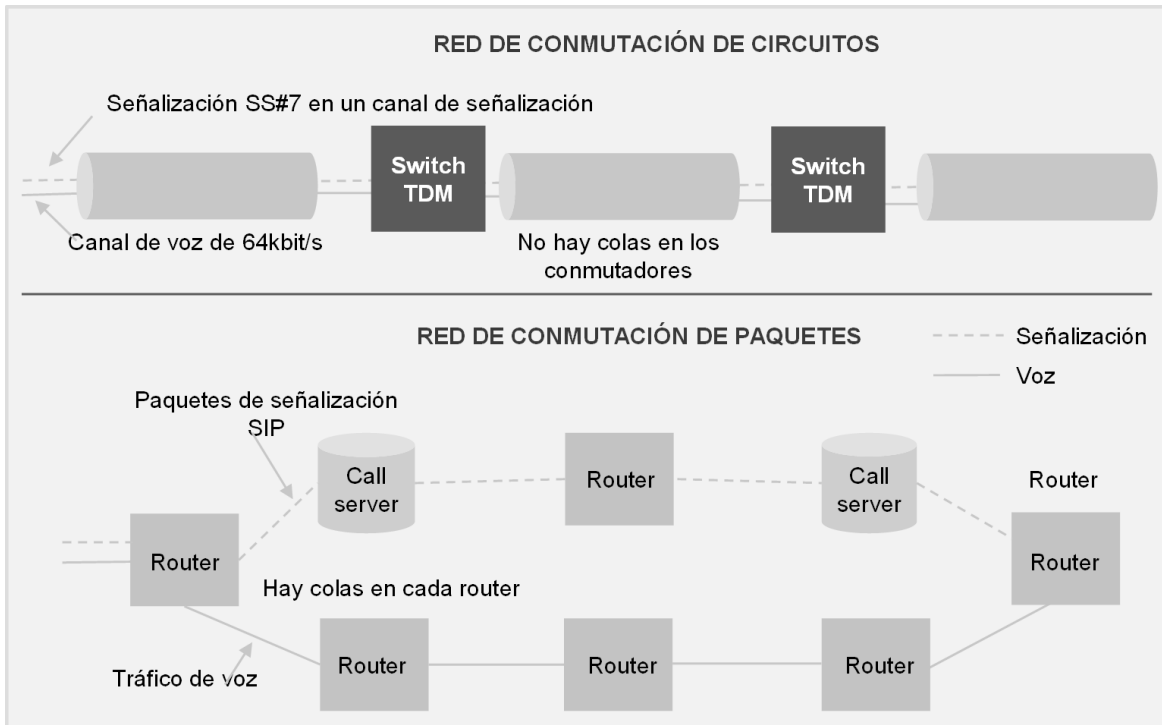 RED DE CONMUTACIÓN DE CIRCUITOS
Señalización SS#7 en un canal de señalización
Switch
TDM
Switch
TDM
Canal de voz de 64kbit/s
No hay colas en los
conmutadores
RED DE CONMUTACIÓN DE PAQUETES
Señalización
Voz
Paquetes de señalización
SIP
Call
server
Router
Call
server
Router
Router
Router
Hay colas en cada router
Router
Router
Router
Tráfico de voz